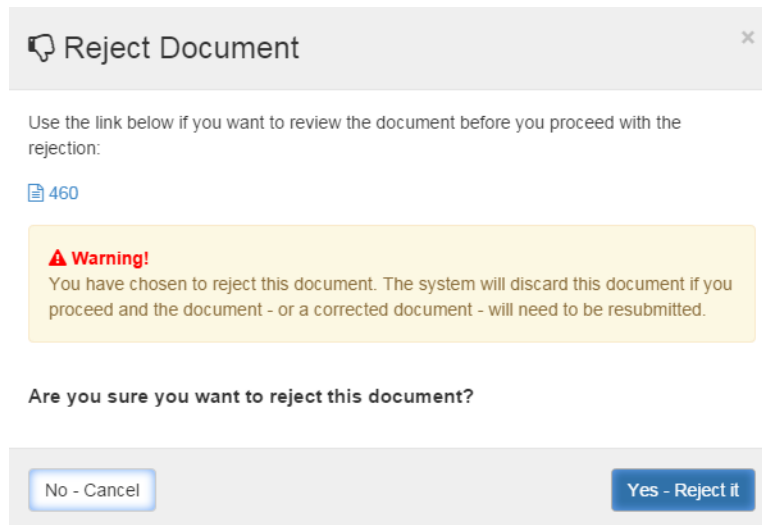 Reject Document
×
Use the link below if you want to review the document before you proceed with the
rejection:
460
Warning!
You have chosen to reject this document. The system will discard this document if you
proceed and the document - or a corrected document - will need to be resubmitted.
Are you sure you want to reject this document?
No - Cancel
Yes - Reject it